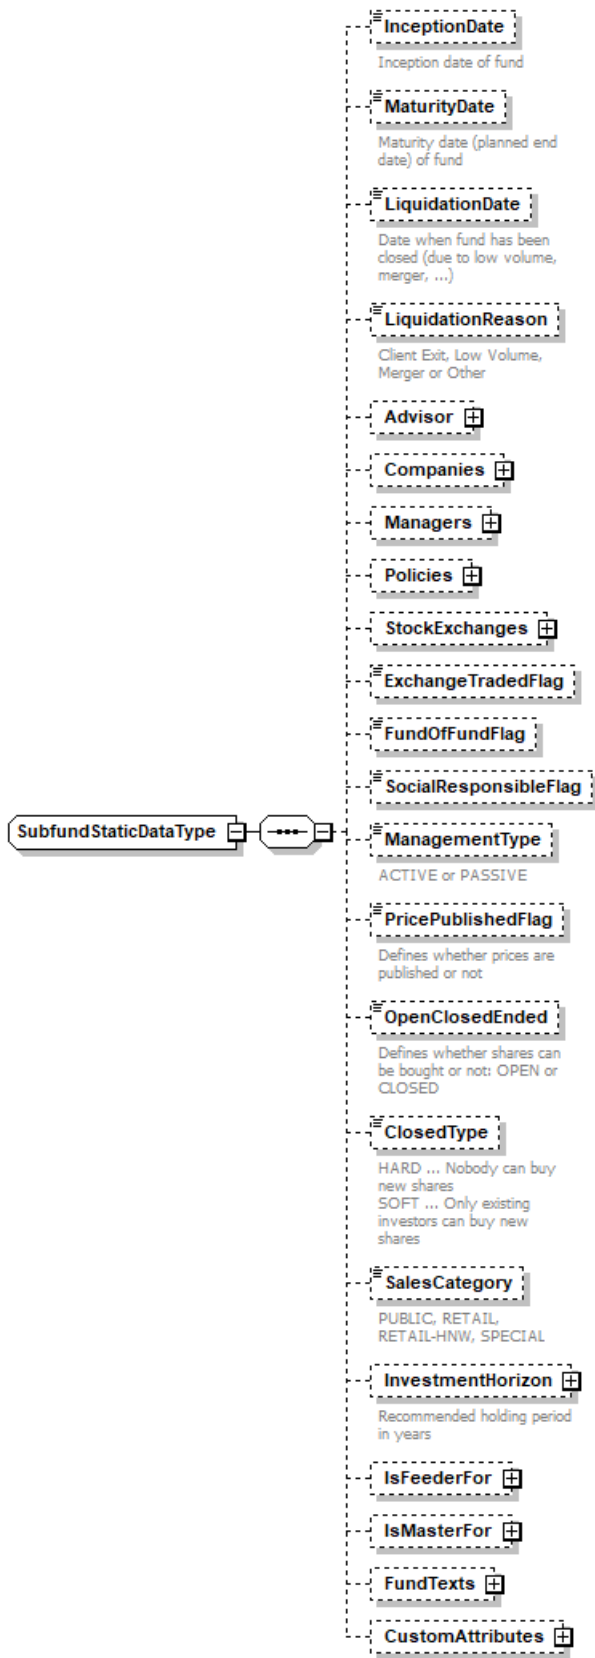 InceptionDate
Inception date of fund
MaturityDate
Maturity date (planned end
date) of fund
LiquidationDate
Date when fund has been
closed (due to low volume,
merger, ...)
LiquidationReason
Client Exit, Low Volume,
Merger or Other
Advisor
Companies
Managers
Policies
StockExchanges
ExchangeTradedFlag
FundOfFundFlag
SocialResponsibleFlag
SubfundStaticDataType
ManagementType
ACTIVE or PASSIVE
PricePublishedFlag
Defines whether prices are
published or not
OpenClosedEnded
Defines whether shares can
be bought or not: OPEN or
CLOSED
ClosedType
HARD ... Nobody can buy
new shares
SOFT ... Only existing
investors can buy new
shares
SalesCategory
PUBLIC, RETAIL,
RETAIL-HNW, SPECIAL
InvestmentHorizon
Recommended holding period
in years
IsFeederFor
IsMasterFor
FundTexts
CustomAttributes